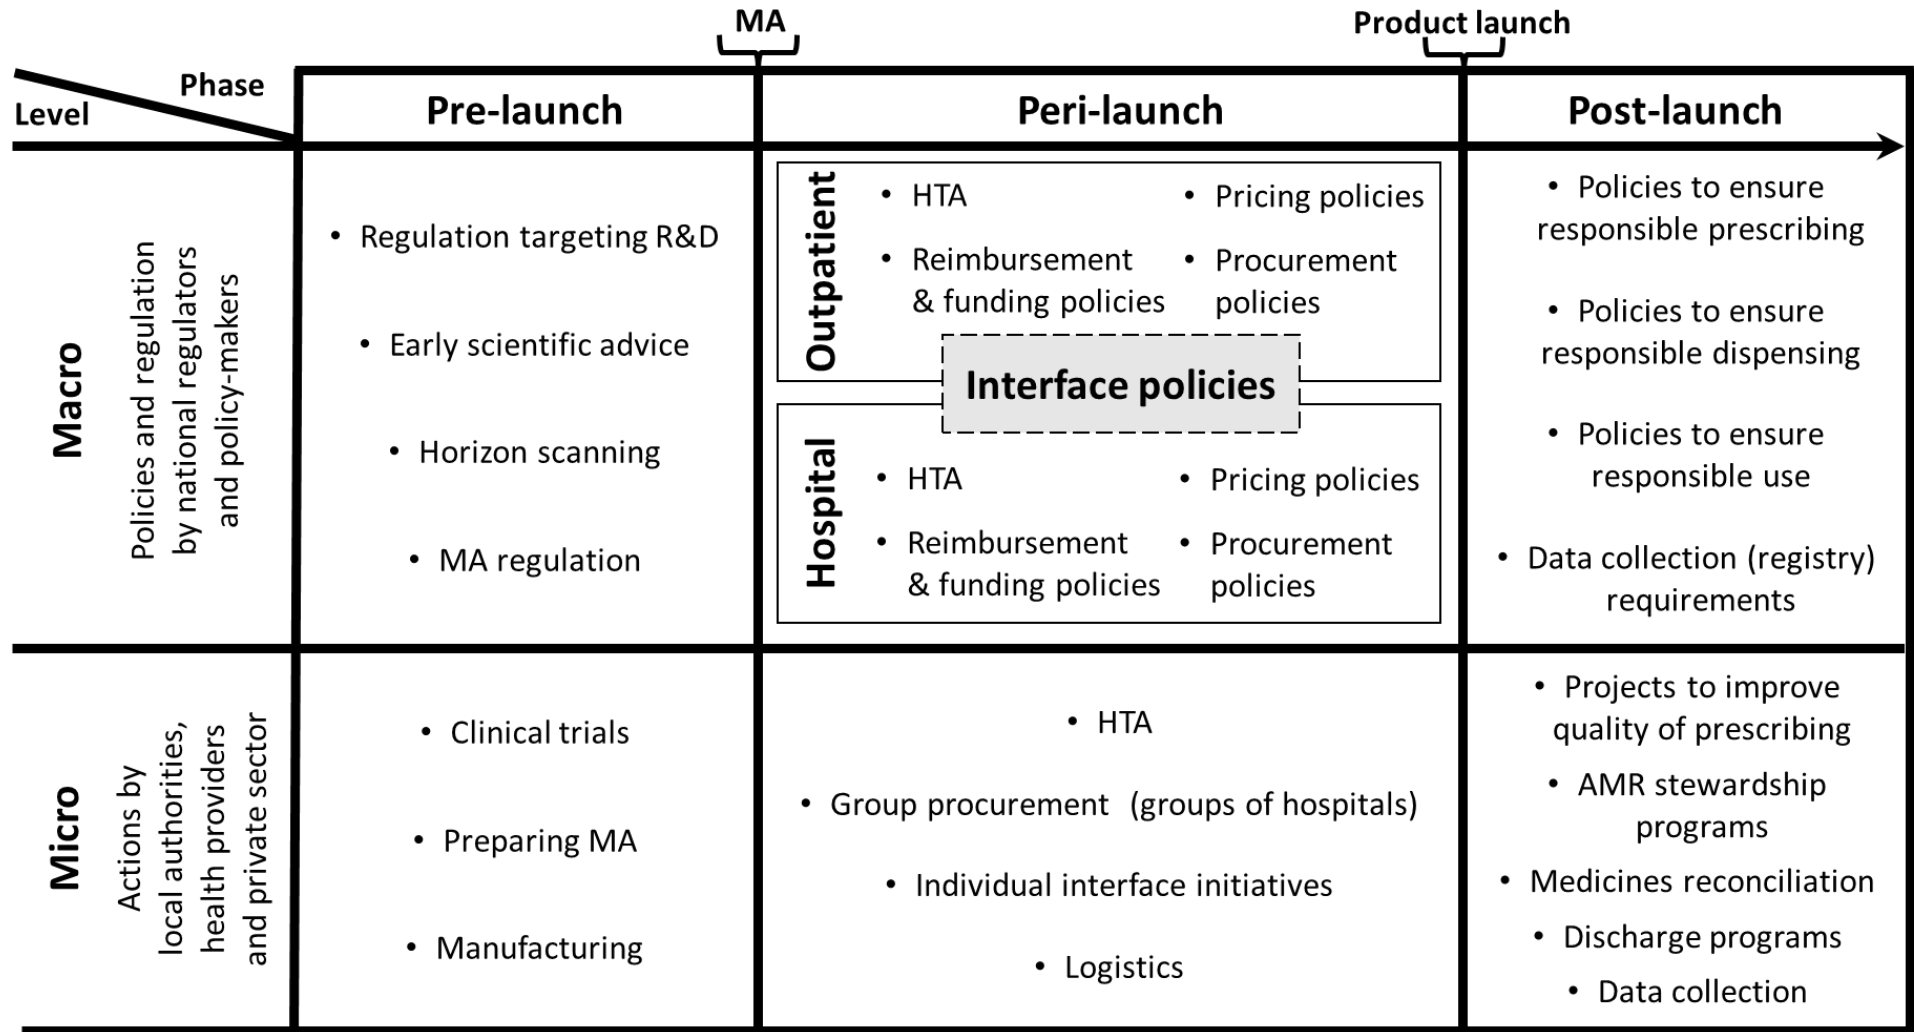 MA
Product launch
Phase
Level
Pre-launch
Peri-launch
Post-launch
Macro
Policies and regulation
by national regulators
and policy-makers
• Regulation targeting R&D
• Early scientific advice
• Horizon scanning
• MA regulation
Outpatient
• HTA
• Reimbursement
& funding policies
• Pricing policies
• Procurement
policies
Interface policies
Hospital
• HTA
• Reimbursement
& funding policies
• Pricing policies
• Procurement
policies
• Policies to ensure
responsible prescribing
• Policies to ensure
responsible dispensing
• Policies to ensure
responsible use
• Data collection (registry)
requirements
Micro
Actions by
local authorities,
health providers
and private sector
• Clinical trials
• Preparing MA
• Manufacturing
• HTA
• Group procurement (groups of hospitals)
• Individual interface initiatives
• Logistics
• Projects to improve
quality of prescribing
• AMR stewardship
programs
• Medicines reconciliation
• Discharge programs
• Data collection